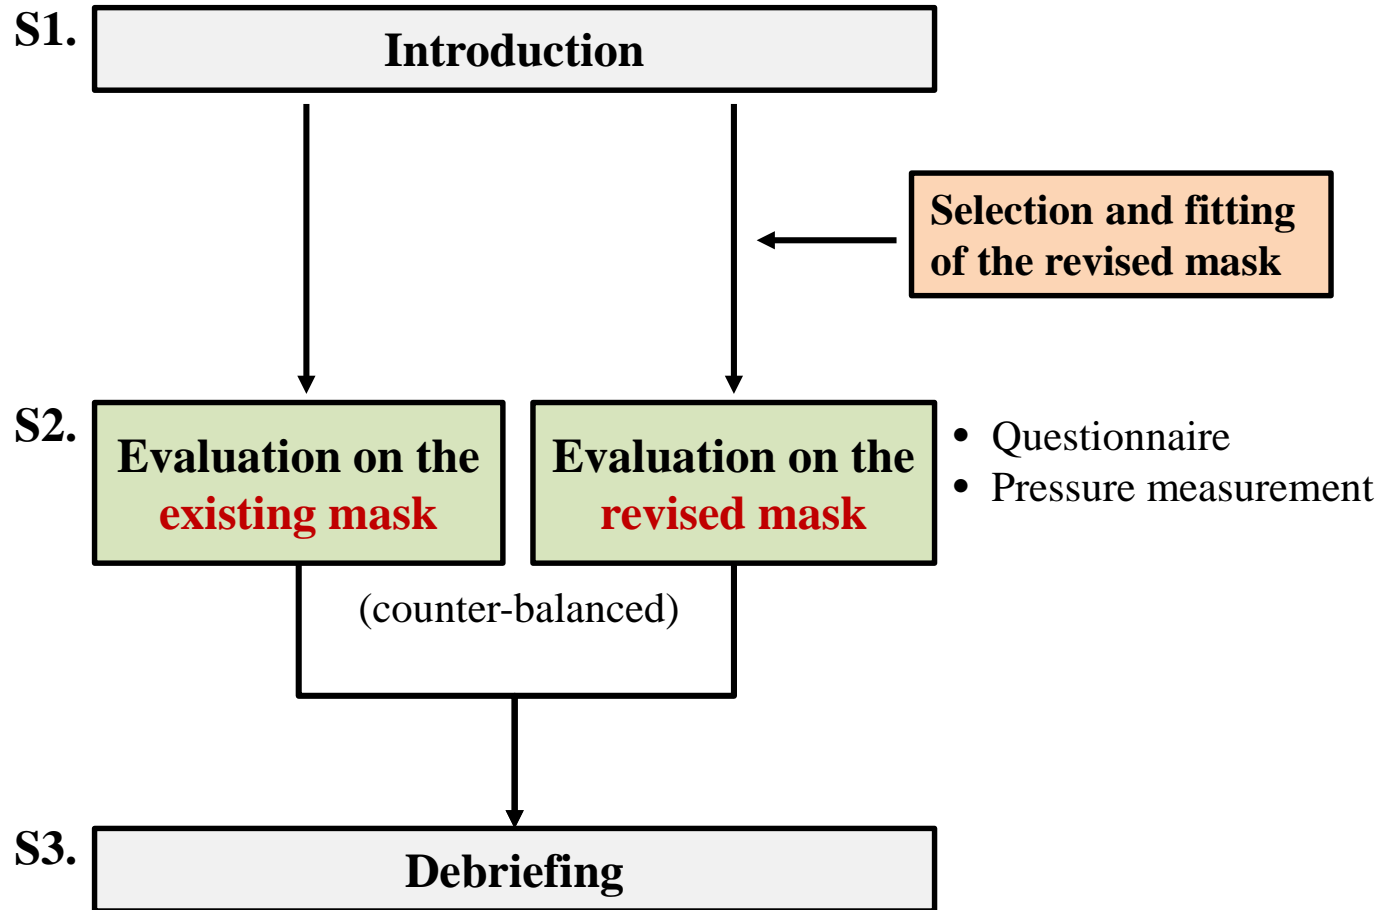 S1.
Introduction
Selection and fitting
of the revised mask
S2.
Evaluation on the
existing mask
Evaluation on the
revised mask
• Questionnaire
• Pressure measurement
(counter-balanced)
S3.
Debriefing